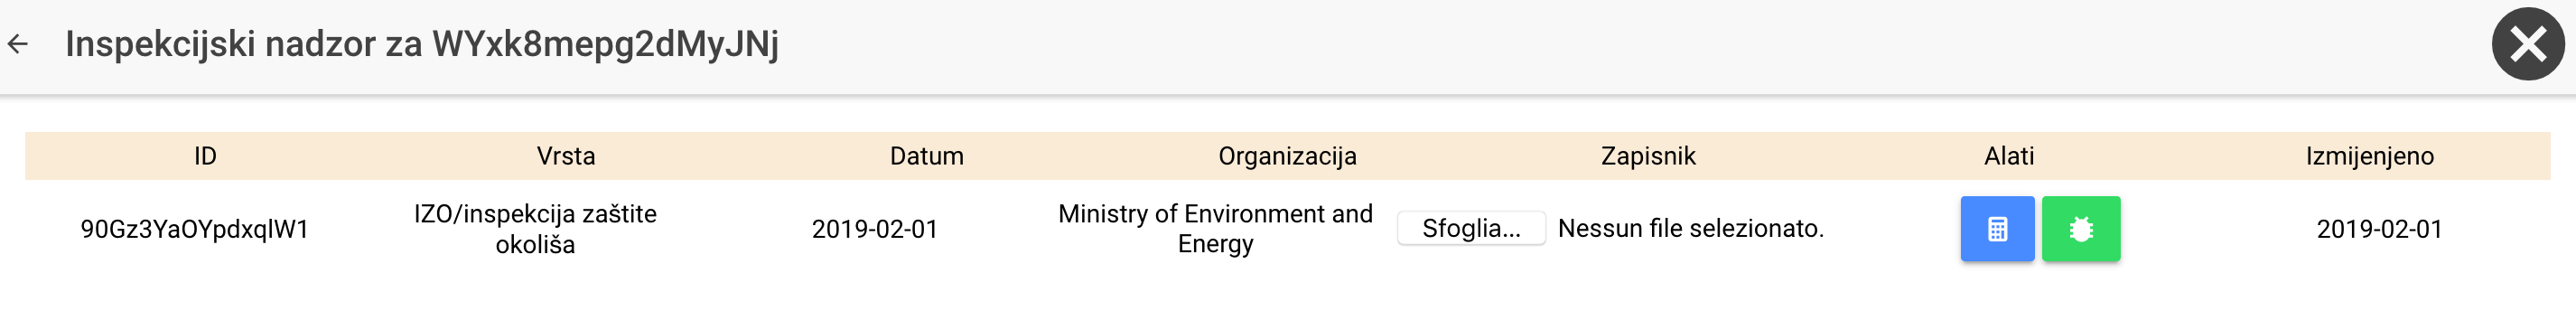 Inspekcijski nadzor za WYxk8mepg2dMyJNj
ID Vrsta Datum Organizacija Zapisnik Alati Izmijenjeno
90Gz3YaOYpdxqlW1 IZO/inspekcija zaštite okoliša 2019-02-01 Ministry of Environment and Energy Sfoglia... Nessun file selezionato. 2019-02-01